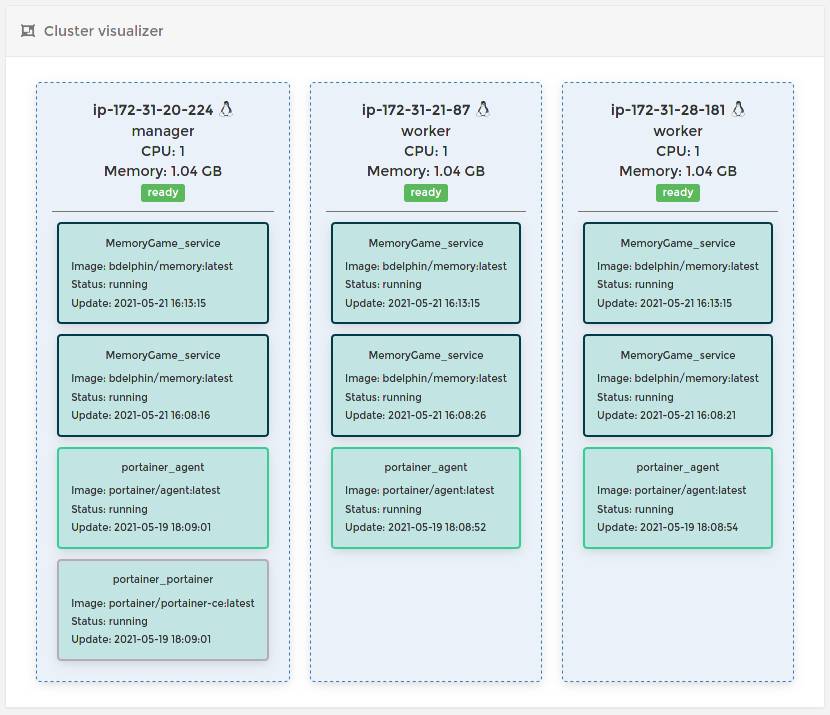 Cluster visualizer
ip-172-31-20-224
manager
CPU: 1
Memory: 1.04 GB
ready
MemoryGame_service
Image: bdelphin/memory:latest
Status: running
Update: 2021-05-21 16:13:15
MemoryGame_service
Image: bdelphin/memory:latest
Status: running
Update: 2021-05-21 16:08:16
portainer_agent
Image: portainer/agent:latest
Status: running
Update: 2021-05-19 18:09:01
portainer_portainer
Image: portainer/portainer-ce:latest
Status: running
Update: 2021-05-19 18:09:01
ip-172-31-21-87
worker
CPU: 1
Memory: 1.04 GB
ready
MemoryGame_service
Image: bdelphin/memory:latest
Status: running
Update: 2021-05-21 16:13:15
MemoryGame_service
Image: bdelphin/memory:latest
Status: running
Update: 2021-05-21 16:08:26
portainer_agent
Image: portainer/agent:latest
Status: running
Update: 2021-05-19 18:08:52
ip-172-31-28-181
worker
CPU: 1
Memory: 1.04 GB
ready
MemoryGame_service
Image: bdelphin/memory:latest
Status: running
Update: 2021-05-21 16:13:15
MemoryGame_service
Image: bdelphin/memory:latest
Status: running
Update: 2021-05-21 16:08:21
portainer_agent
Image: portainer/agent:latest
Status: running
Update: 2021-05-19 18:08:54